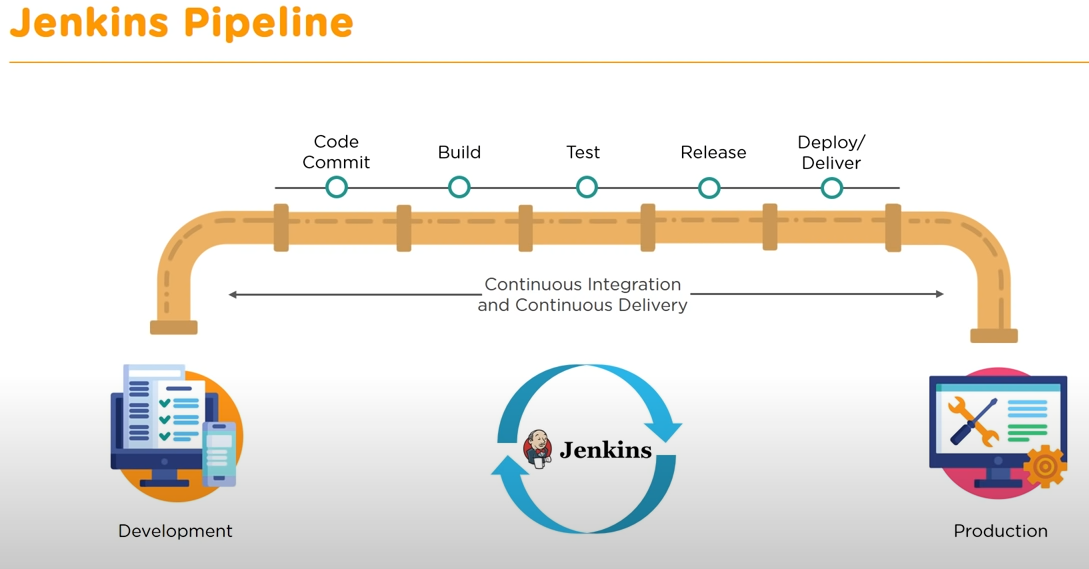 Jenkins Pipeline
Code
Commit
Build
Test
Release
Deploy/
Deliver
Continuous Integration
and Continuous Delivery
Jenkins
Development
Production